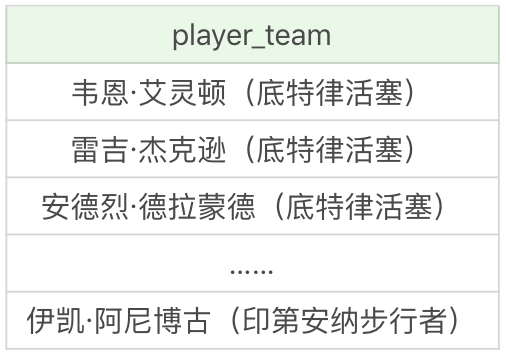 player_team
韦恩·艾灵顿（底特律活塞）
雷吉·杰克逊（底特律活塞）
安德烈·德拉蒙德（底特律活塞）
……
伊凯·阿尼博古（印第安纳步行者）